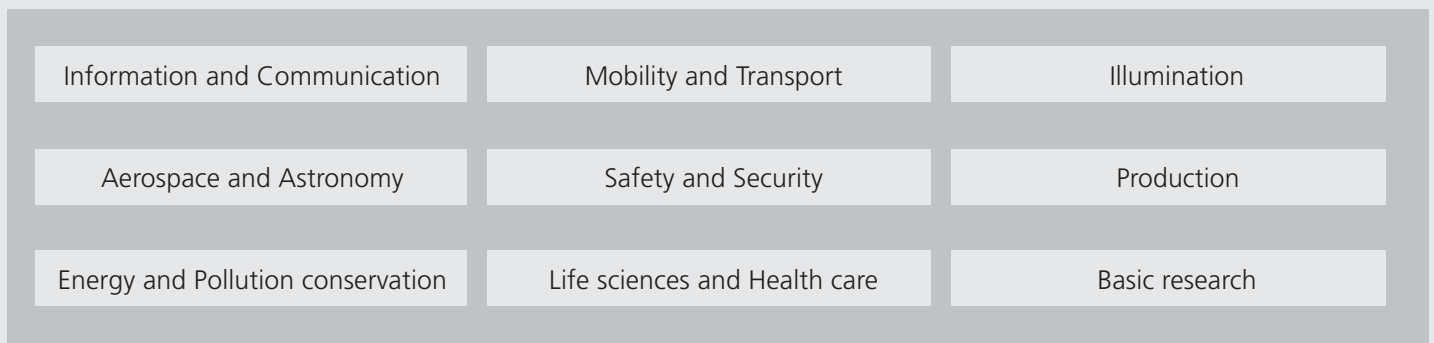 Information and Communication
Mobility and Transport
Illumination
Aerospace and Astronomy
Safety and Security
Production
Energy and Pollution conservation
Life sciences and Health care
Basic research